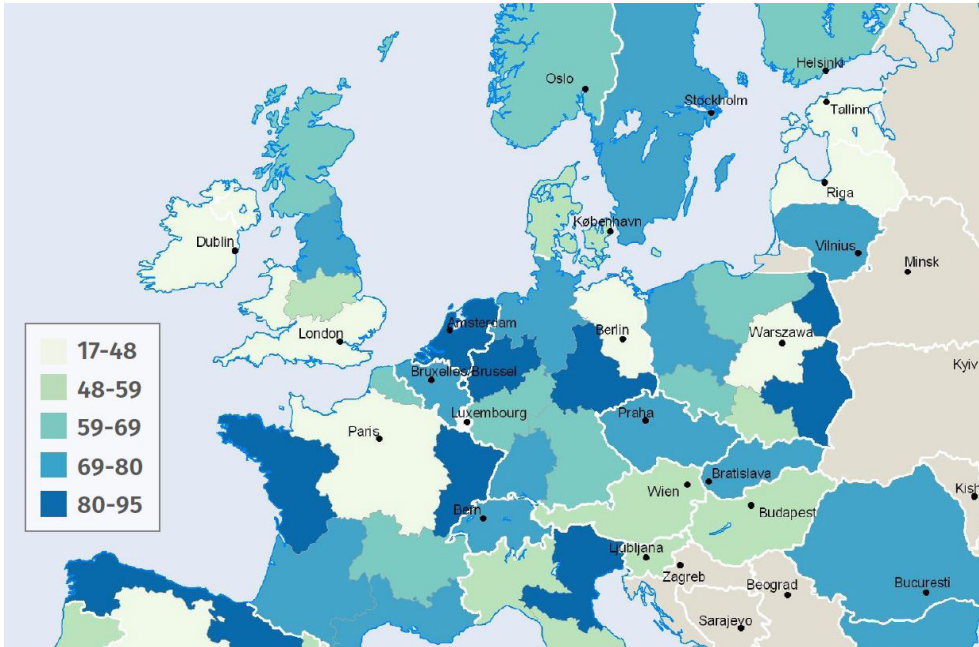 Helsinki
Oslo
Stockholm
Tallinn
Riga
København
Dublin
Vilnius
Minsk
London
Amsterdam
Berlin
Warszawa
Bruxelles/Brussel
Kyiv
Luxembourg
Praha
Paris
Bratislava
Wien
Budapest
Kish
Bern
Ljubljana
Zagreb
Beograd
Bucuresti
Sarajevo
17-48
48-59
59-69
69-80
80-95